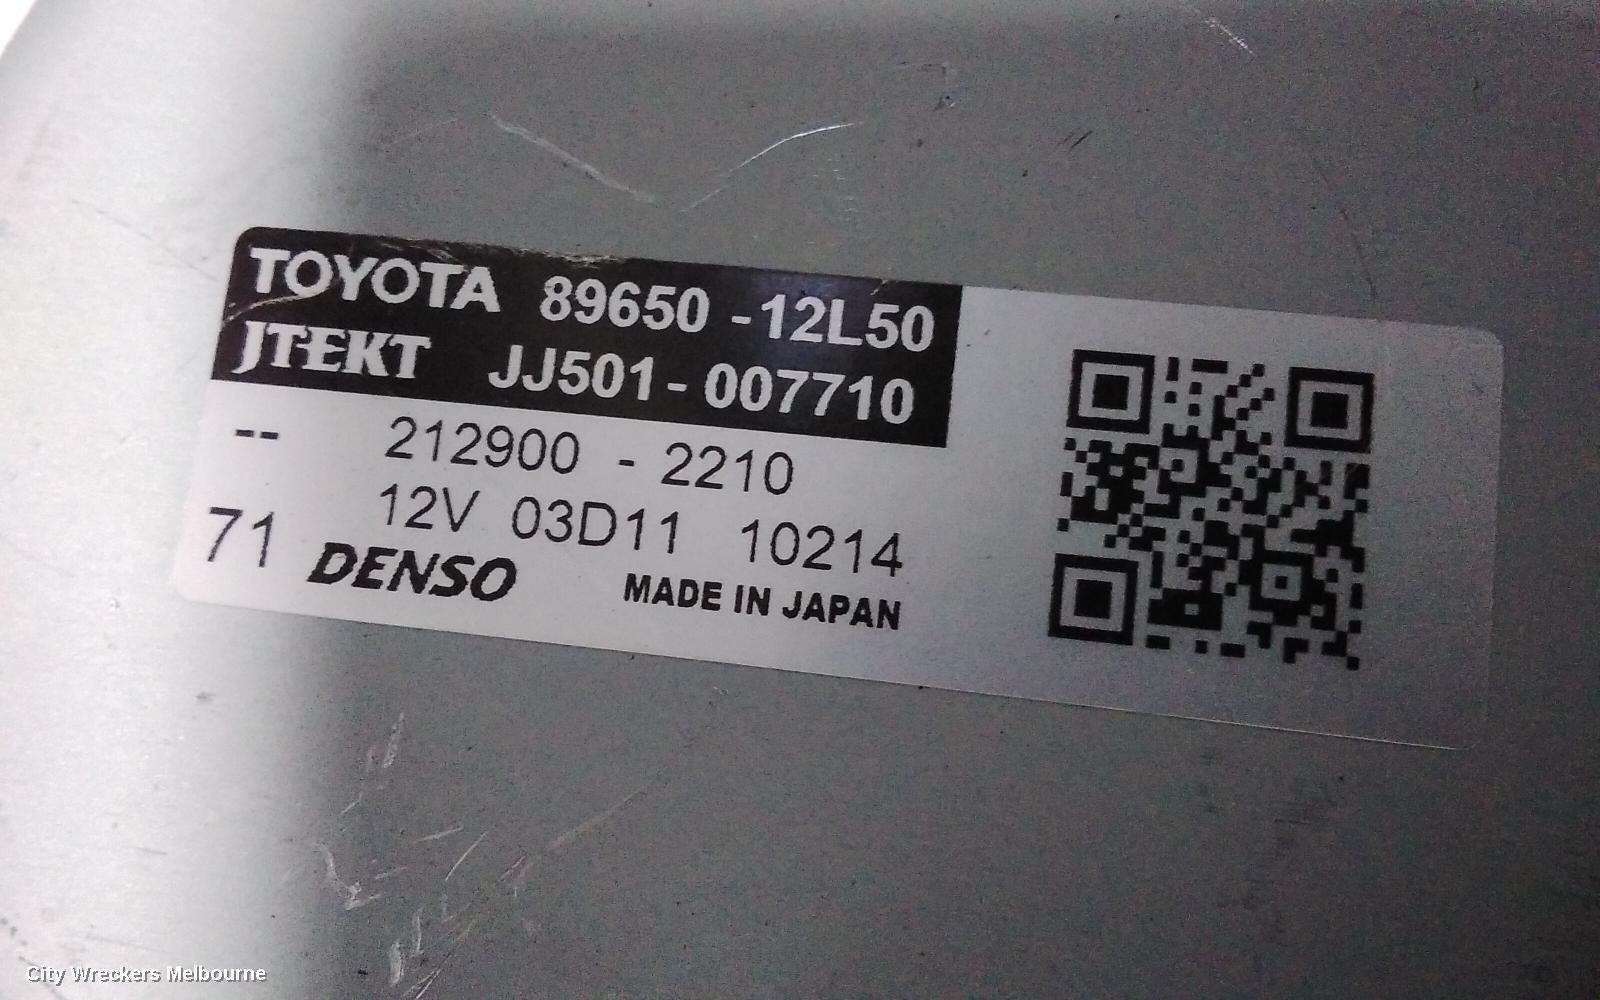 TOYOTA 89650-12L50
JTEKT JJ501-007710
-- 212900-2210
12V 03D11 10214
71 DENSO MADE IN JAPAN
City Wreckers Melbourne